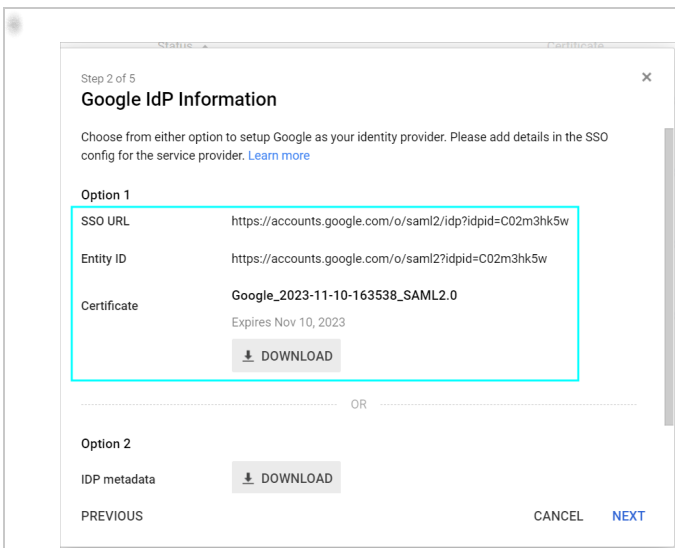 Status
Certificate
Step 2 of 5
×
Google IdP Information
Choose from either option to setup Google as your identity provider. Please add details in the SSO
config for the service provider. Learn more
Option 1
SSO URL https://accounts.google.com/o/saml2/idp?idpid=C02m3hk5w
Entity ID https://accounts.google.com/o/saml2?idpid=C02m3hk5w
Certificate Google_2023-11-10-163538_SAML2.0
Expires Nov 10, 2023
DOWNLOAD
OR
Option 2
IDP metadata DOWNLOAD
PREVIOUS CANCEL NEXT